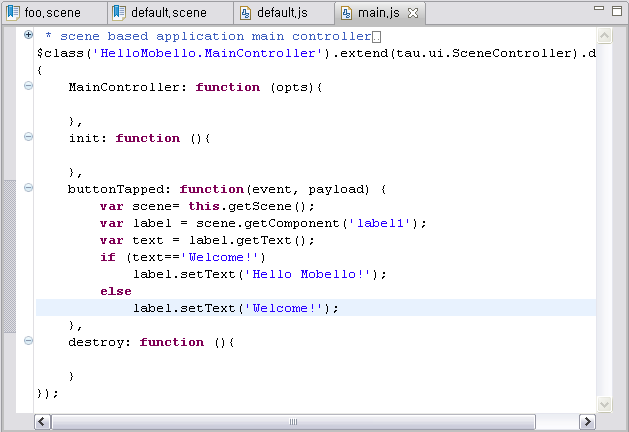 foo,scene
default,scene
default,js
main,js
* scene based application main controller
$class('HelloMobello.MainController').extend(tau.ui.SceneController).d
{
MainController: function (opts){
},
init: function (){
},
buttonTapped: function(event, payload) {
var scene= this.getScene();
var label = scene.getComponent('label1');
var text = label.getText();
if (text=='Welcome!')
label.setText('Hello Mobello!');
else
label.setText('Welcome!');
},
destroy: function (){
}
});